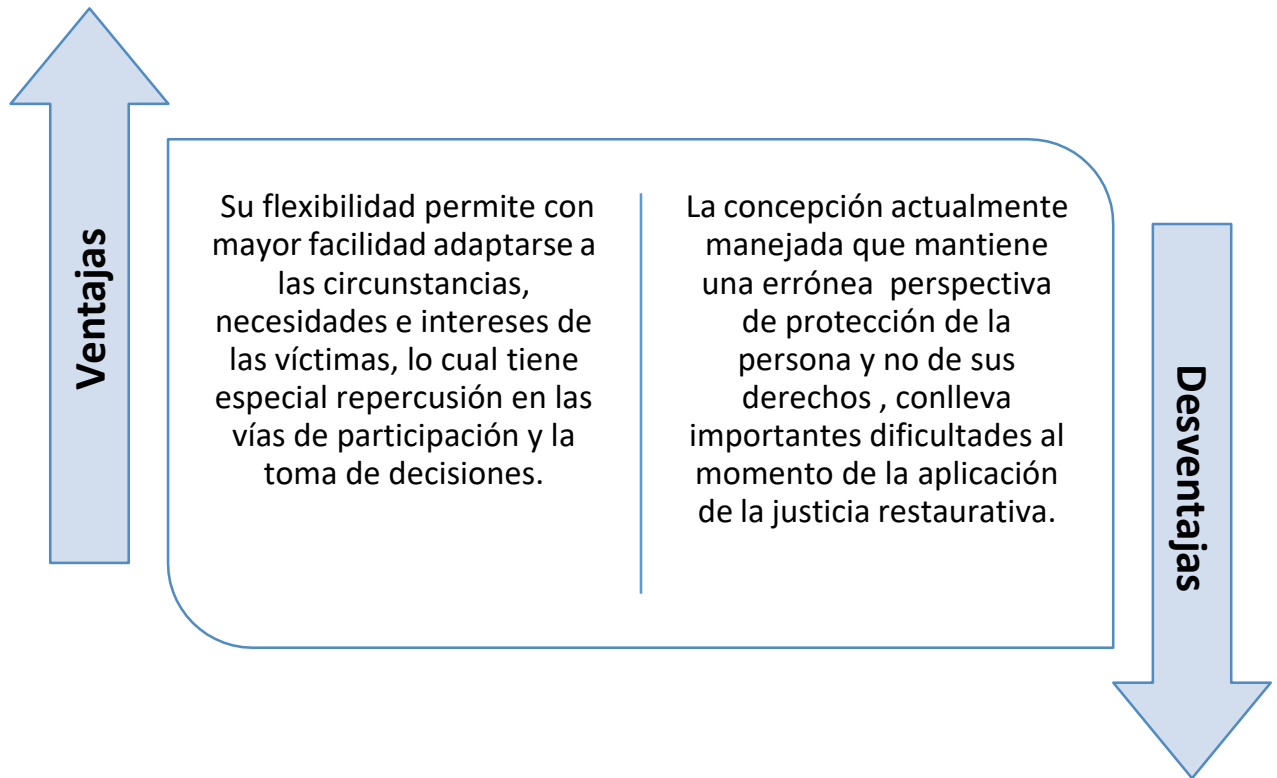 Ventajas
Su flexibilidad permite con
mayor facilidad adaptarse a
las circunstancias,
necesidades e intereses de
las víctimas, lo cual tiene
especial repercusión en las
vías de participación y la
toma de decisiones.
La concepción actualmente
manejada que mantiene
una errónea  perspectiva
de protección de la
persona y no de sus
derechos , conlleva
importantes dificultades al
momento de la aplicación
de la justicia restaurativa.
Desventajas